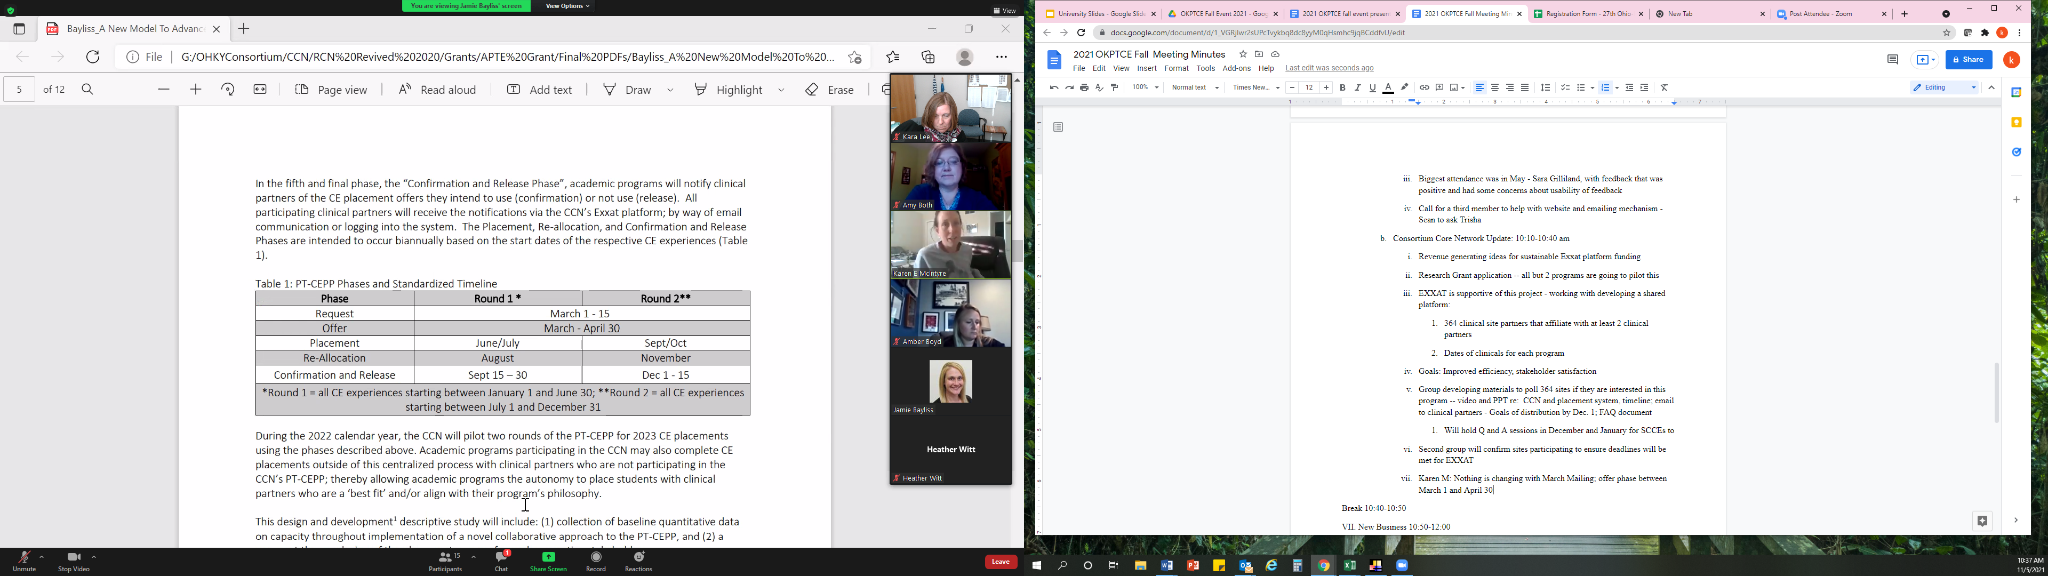 You are viewing Jamie Bayliss' screen
View Options
View
Bayliss_A New Model To Advanc
File
G:/OHKYConsortium/CCN/RCN%20Revived%202020/Grants/APTE%20Grant/Final%20PDFs/Bayliss_A%20New%20Model%20To%20...
5 of 12
Page view
Read aloud
Add text
Draw
Highlight
Erase
In the fifth and final phase, the "Confirmation and Release Phase", academic programs will notify clinical
partners of the CE placement offers they intend to use (confirmation) or not use (release). All
participating clinical partners will receive the notifications via the CCN's Exxat platform; by way of email
communication or logging into the system. The Placement, Re-allocation, and Confirmation and Release
Phases are intended to occur biannually based on the start dates of the respective CE experiences (Table
1).
Table 1: PT-CEPP Phases and Standardized Timeline
Phase Round 1 * Round 2**
Request March 1 - 15
Offer March - April 30
Placement June/July Sept/Oct
Re-Allocation August November
Confirmation and Release Sept 15 – 30 Dec 1 - 15
*Round 1 = all CE experiences starting between January 1 and June 30; **Round 2 = all CE experiences
starting between July 1 and December 31
During the 2022 calendar year, the CCN will pilot two rounds of the PT-CEPP for 2023 CE placements
using the phases described above. Academic programs participating in the CCN may also complete CE
placements outside of this centralized process with clinical partners who are not participating in the
CCN's PT-CEPP; thereby allowing academic programs the autonomy to place students with clinical
partners who are a 'best fit' and/or align with their program's philosophy.
This design and development¹ descriptive study will include: (1) collection of baseline quantitative data
on capacity throughout implementation of a novel collaborative approach to the PT-CEPP, and (2) a
Kara Lee
Amy Both
Karen E McIntyre
Amber Boyd
Jamie Bayliss
Heather Witt
Heather Witt
Unmute
Stop Video
Participants
15
Chat
1
Share Screen
Record
Reactions
Leave
University Slides - Google Slide
OKPTCE Fall Event 2021 - Goog
2021 OKPTCE fall event presen
2021 OKPTCE Fall Meeting Min
Registration Form - 27th Ohio
New Tab
Post Attendee - Zoom
2021 OKPTCE Fall Meeting Minutes
File Edit View Insert Format Tools Add-ons Help Last edit was seconds ago
Share
100%
Normal text
Times New...
12
Editing
iii. Biggest attendance was in May - Sara Gilliland, with feedback that was
positive and had some concerns about usability of feedback
iv. Call for a third member to help with website and emailing mechanism -
Sean to ask Trisha
b. Consortium Core Network Update: 10:10-10:40 am
i. Revenue generating ideas for sustainable Exxat platform funding
ii. Research Grant application -- all but 2 programs are going to pilot this
iii. EXXAT is supportive of this project - working with developing a shared
platform
1. 364 clinical site partners that affiliate with at least 2 clinical
partners
2. Dates of clinicals for each program
iv. Goals: Improved efficiency, stakeholder satisfaction
v. Group developing materials to poll 364 sites if they are interested in this
program -- video and PPT re: CCN and placement system, timeline: email
to clinical partners - Goals of distribution by Dec. 1; FAQ document
1. Will hold Q and A sessions in December and January for SCCEs to
vi. Second group will confirm sites participating to ensure deadlines will be
met for EXXAT
vii. Karen M: Nothing is changing with March Mailing; offer phase between
March 1 and April 30
Break 10:40-10:50
VII. New Business 10:50-12:00
10:37 AM
11/5/2021